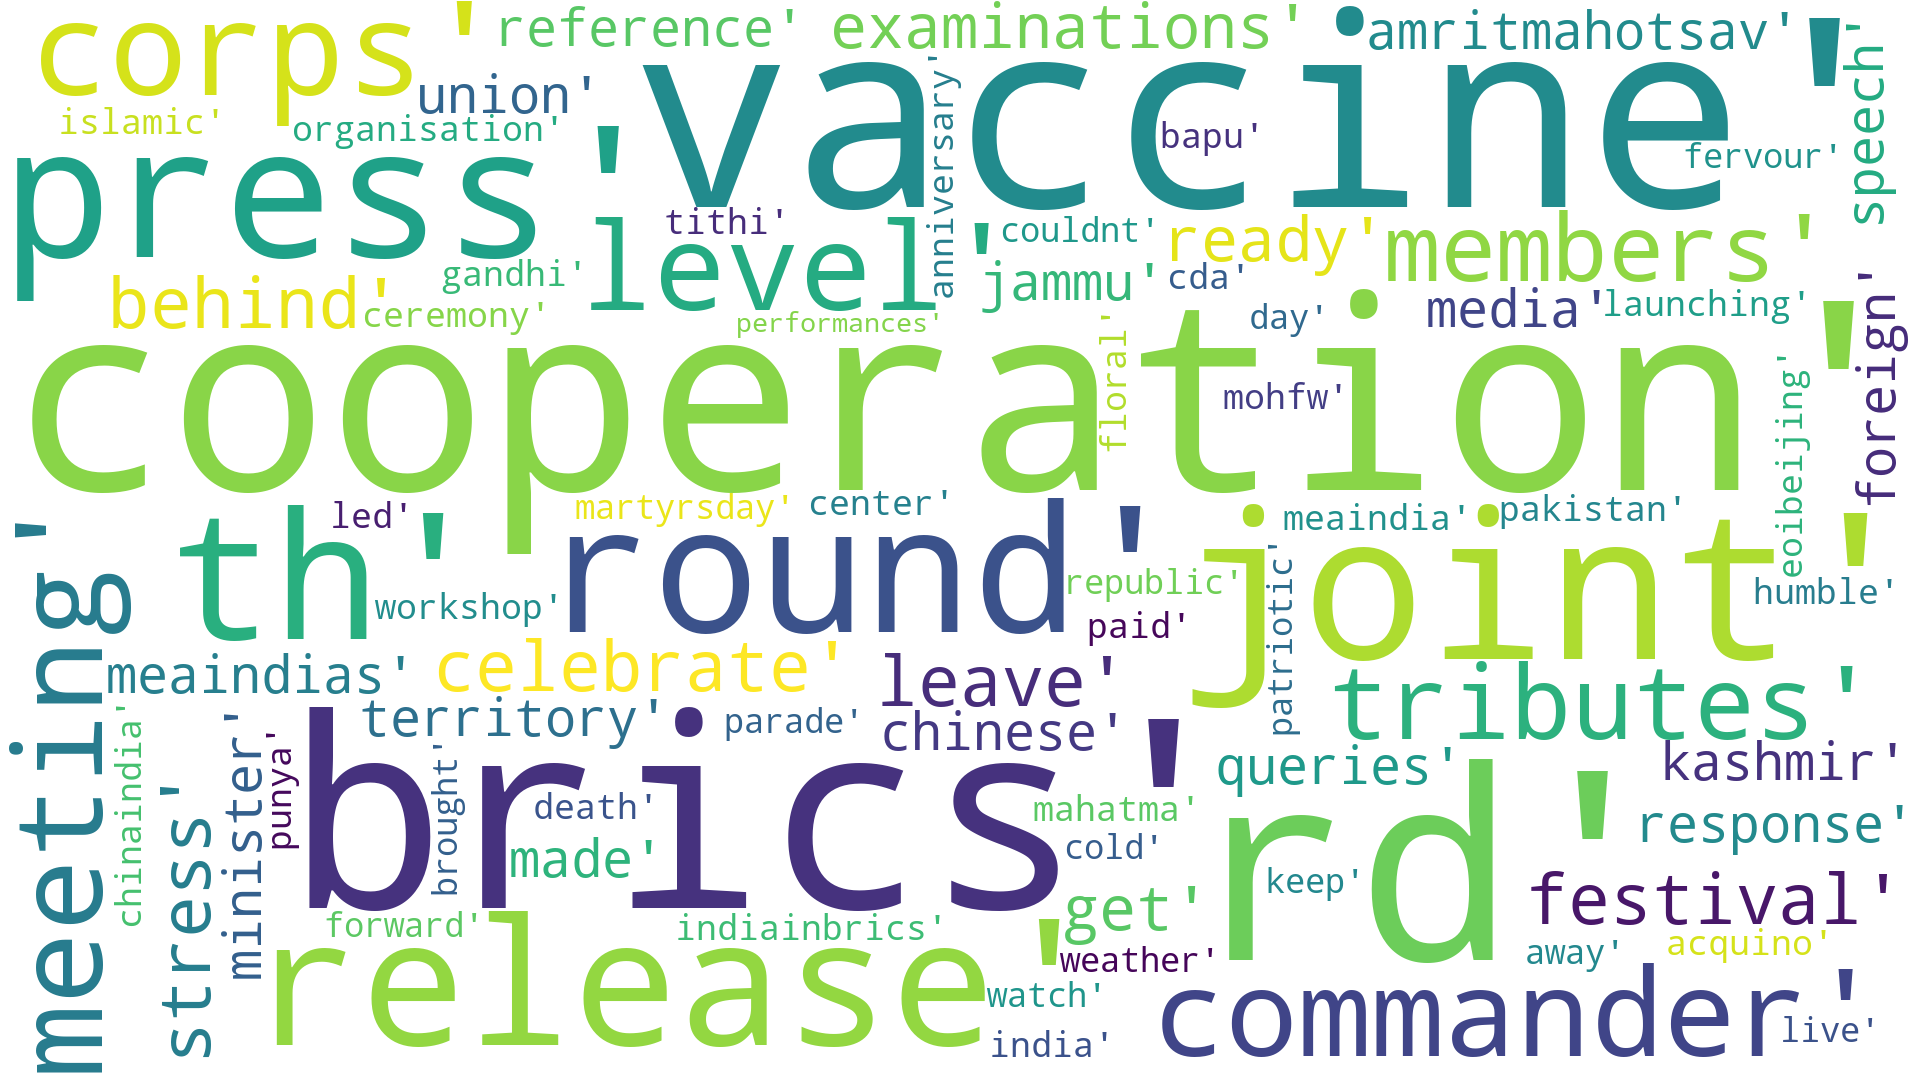 corps'
reference'
examinations'
amritmahotsav'
union'
vaccine'
speech'
islamic'
organisation'
anniversary'
bapu'
fervour'
press'
tithi'
level'
couldnt'
ready'
members'
gandhi'
jammu'
cda'
behind'
ceremony'
performances'
day'
media'
launching'
foreign'
cooperation'
floral'
mohfw'
eoibeijing'
led'
martyrsday'
center'
meaindia'
pakistan'
th'
round'
joint'
meeting'
workshop'
republic'
paid'
patriotic'
humble'
meaindias'
celebrate'
leave'
tributes'
territory'
parade'
chinese'
chinaindia'
minister'
punya'
brought'
brics'
queries'
kashmir'
stress'
death'
mahatma'
rd'
response'
made'
cold'
keep'
festival'
forward'
indiainbrics'
get'
away'
acquino'
release'
weather'
watch'
commander'
india'
live'